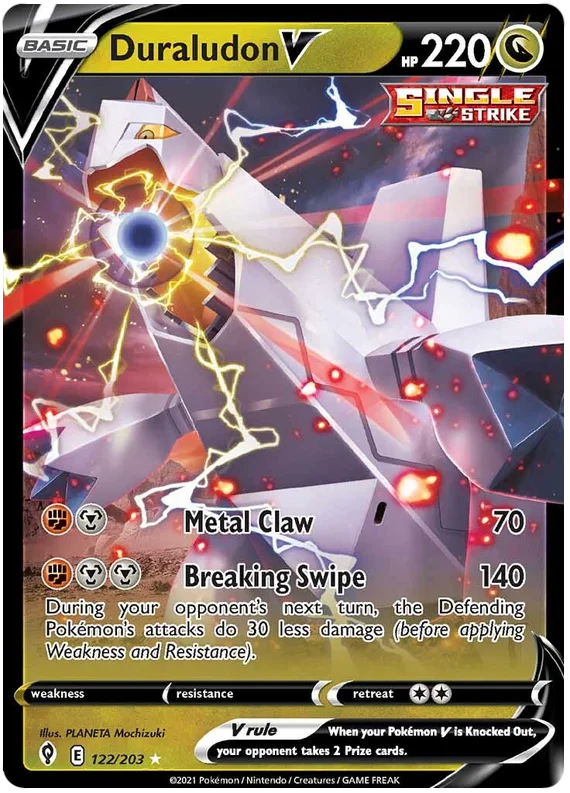 BASIC Duraludon V HP 220
SINGLE
STRIKE
Metal Claw 70
Breaking Swipe 140
During your opponent's next turn, the Defending
Pokémon's attacks do 30 less damage (before applying
Weakness and Resistance).
weakness resistance retreat
Illus. PLANETA Mochizuki
V rule When your Pokémon V is Knocked Out,
your opponent takes 2 Prize cards.
E 122/203 ★
©2021 Pokémon / Nintendo / Creatures / GAME FREAK